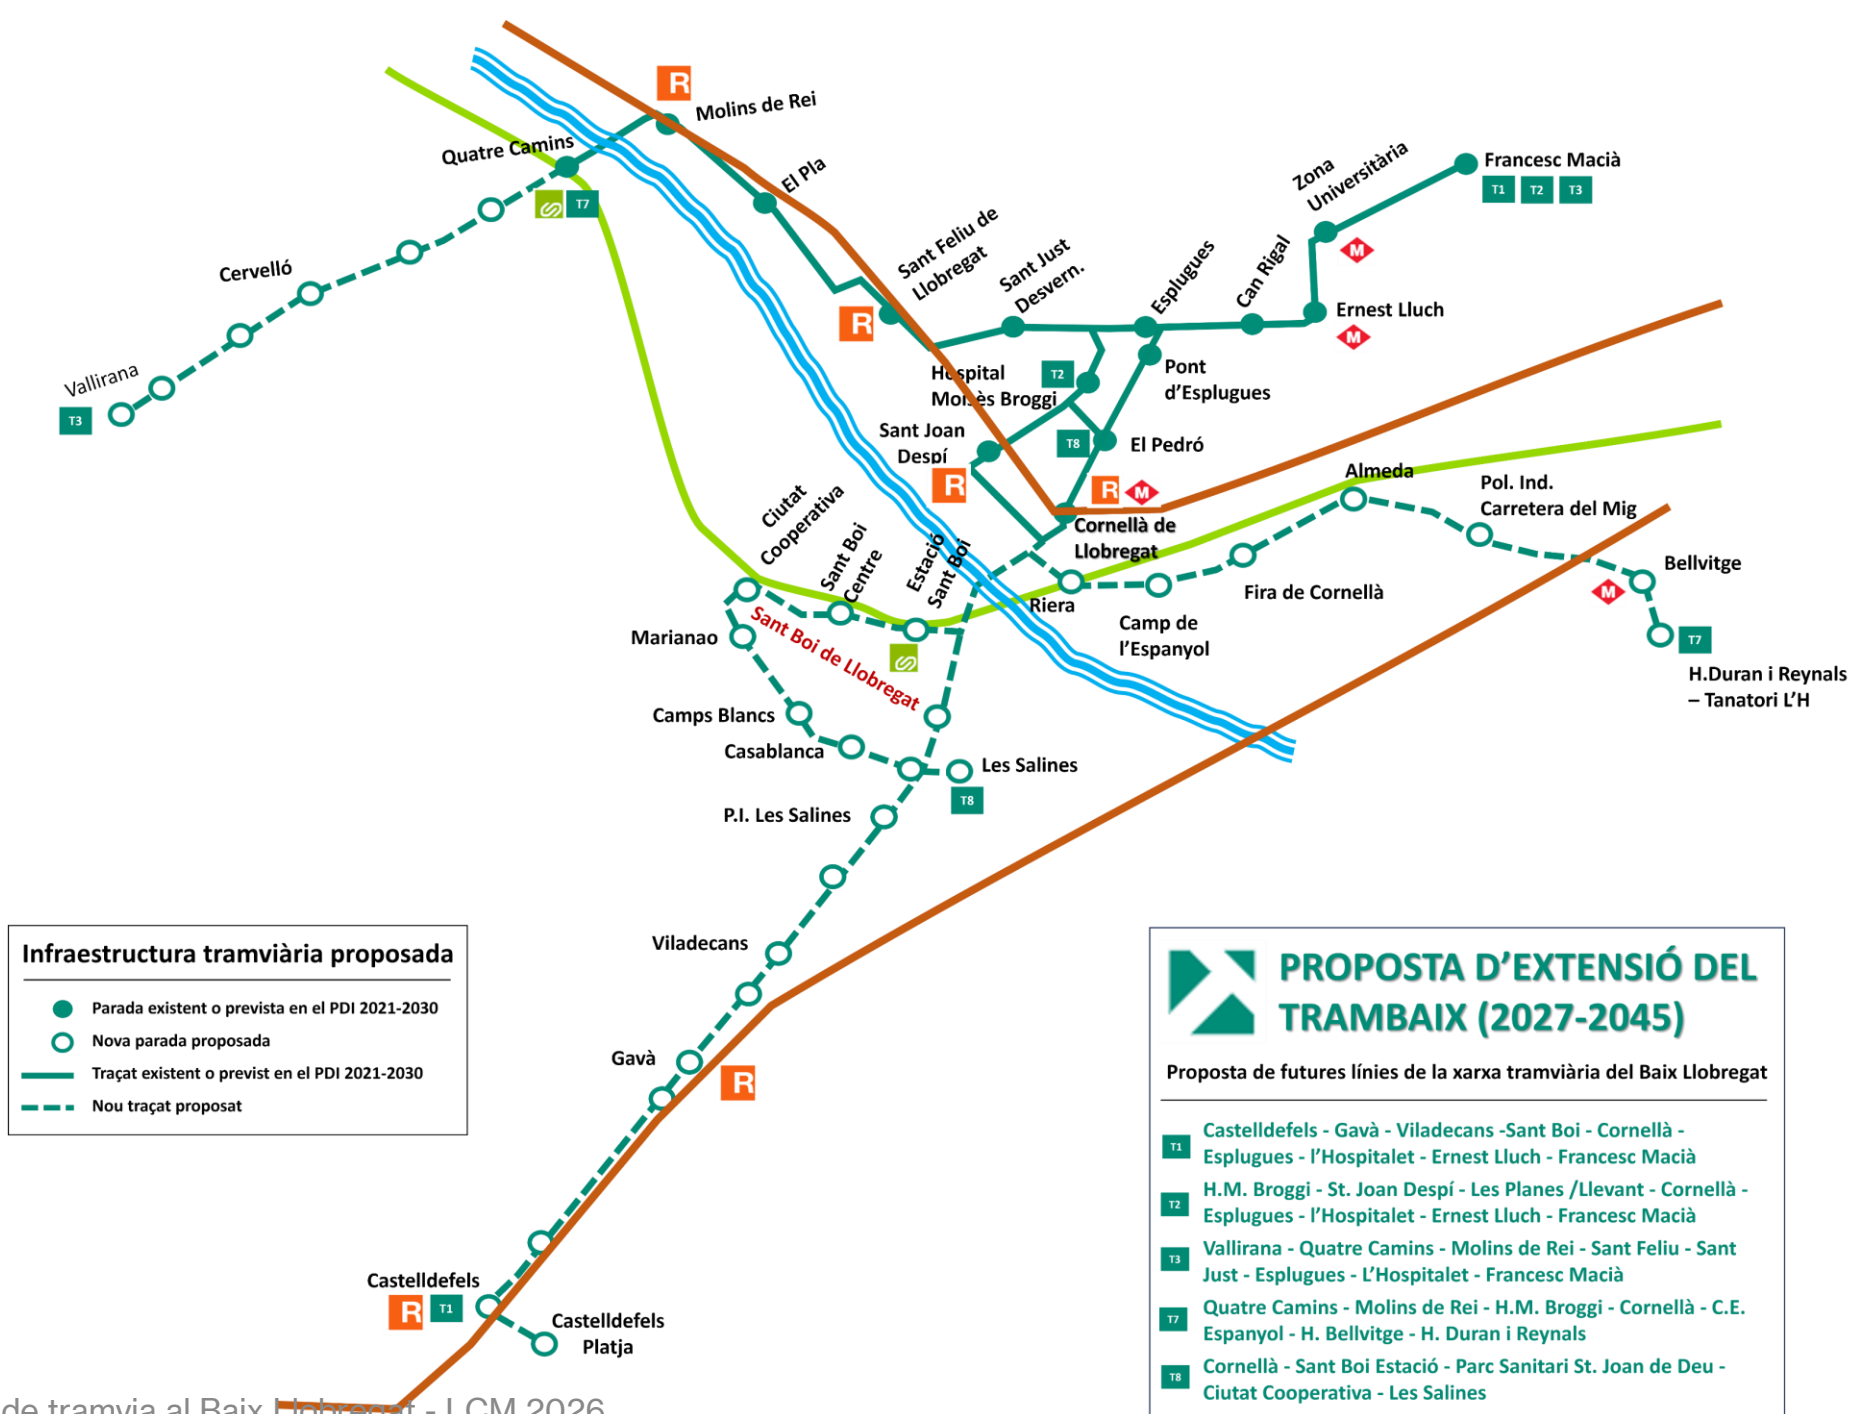 R
Molins de Rei
Quatre Camins
S
T7
El Pla
Cervelló
Vallirana
T3
Sant Feliu de
Llobregat
R
Sant Just
Desvern.
Esplugues
Can Rigal
Zona
Universitària
M
Francesc Macià
T1
T2
T3
Ernest Lluch
M
Hospital
Moisès Broggi
T2
Pont
d'Esplugues
Sant Joan
Despí
R
T8
El Pedró
R
M
Cornellà de
Llobregat
Almeda
Pol. Ind.
Carretera del Mig
Bellvitge
M
T7
H.Duran i Reynals
– Tanatori L'H
Fira de Cornellà
Camp de
l'Espanyol
Riera
Ciutat
Cooperativa
Sant Boi
Centre
Estació
Sant Boi
S
Sant Boi de Llobregat
Marianao
Camps Blancs
Casablanca
Les Salines
T8
P.I. Les Salines
Viladecans
Gavà
R
Castelldefels
R
T1
Castelldefels
Platja
Infraestructura tramviària proposada
Parada existent o prevista en el PDI 2021-2030
Nova parada proposada
Traçat existent o previst en el PDI 2021-2030
Nou traçat proposat
PROPOSTA D'EXTENSIÓ DEL
TRAMBAIX (2027-2045)
Proposta de futures línies de la xarxa tramviària del Baix Llobregat
T1
Castelldefels - Gavà - Viladecans -Sant Boi - Cornellà -
Esplugues - l'Hospitalet - Ernest Lluch - Francesc Macià
T2
H.M. Broggi - St. Joan Despí - Les Planes /Llevant - Cornellà -
Esplugues - l'Hospitalet - Ernest Lluch - Francesc Macià
T3
Vallirana - Quatre Camins - Molins de Rei - Sant Feliu - Sant
Just - Esplugues - L'Hospitalet - Francesc Macià
T7
Quatre Camins - Molins de Rei - H.M. Broggi - Cornellà - C.E.
Espanyol - H. Bellvitge - H. Duran i Reynals
T8
Cornellà - Sant Boi Estació - Parc Sanitari St. Joan de Deu -
Ciutat Cooperativa - Les Salines
de tramvia al Baix Llobregat - LCM 2026